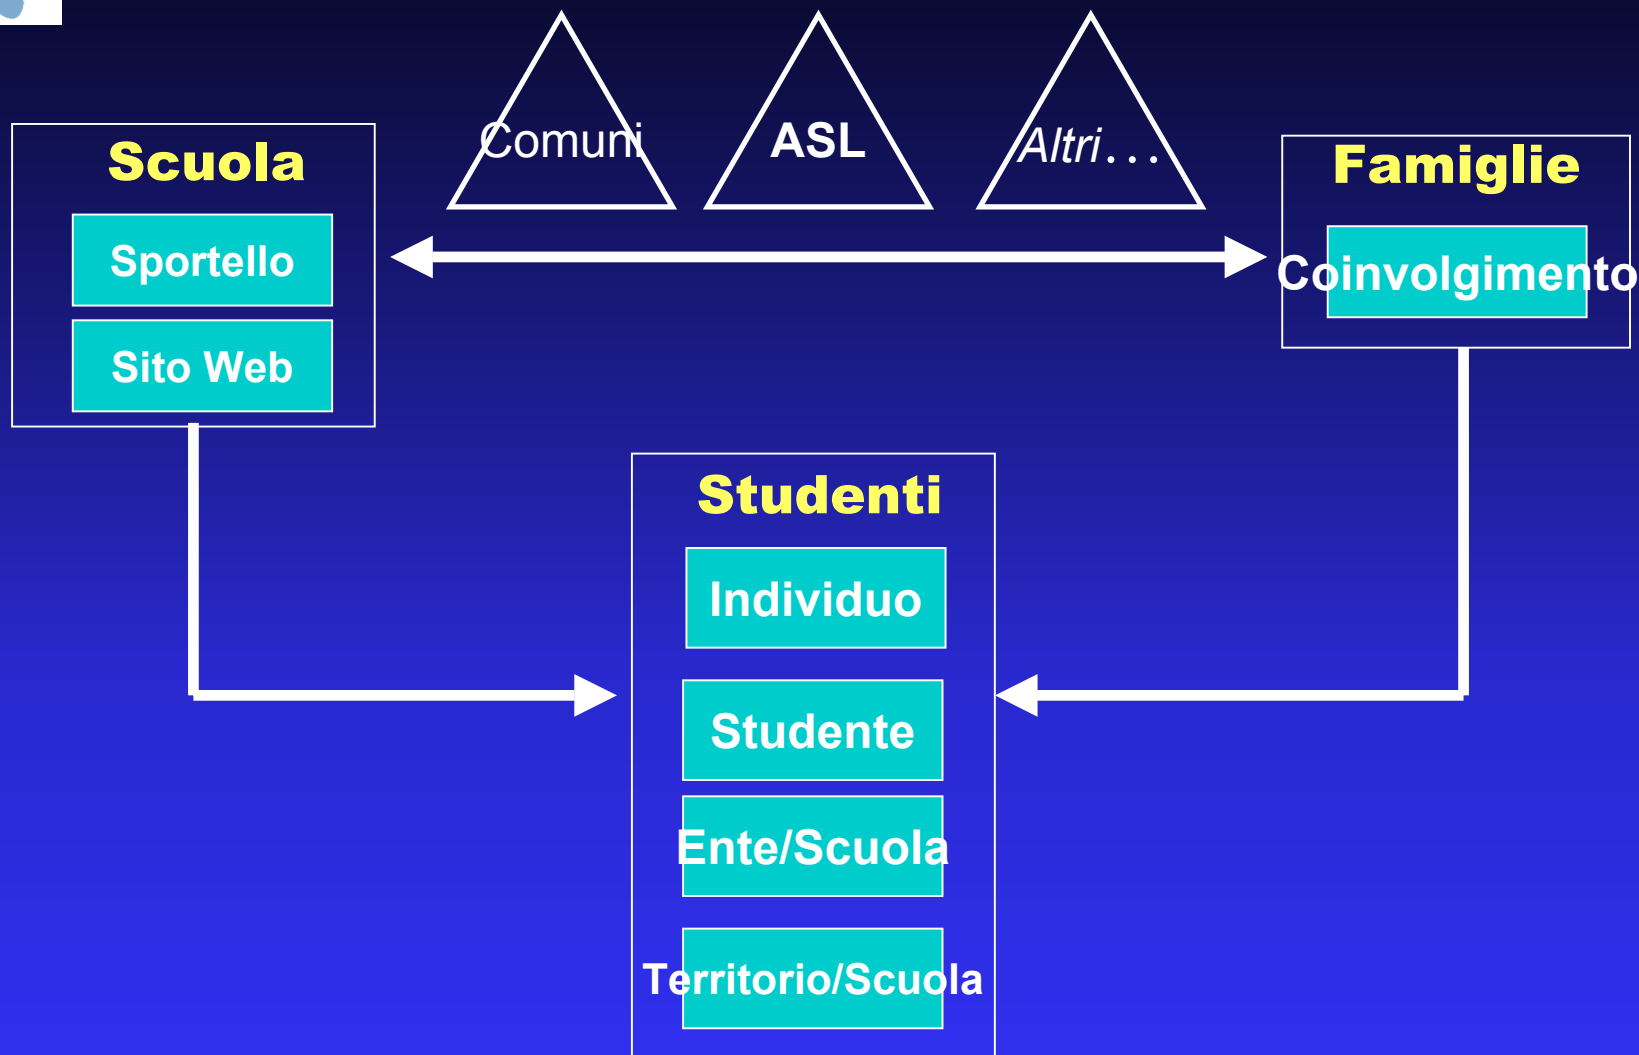 Comuni
ASL
Altri…
Scuola
Sportello
Sito Web
Famiglie
Coinvolgimento
Studenti
Individuo
Studente
Ente/Scuola
Territorio/Scuola